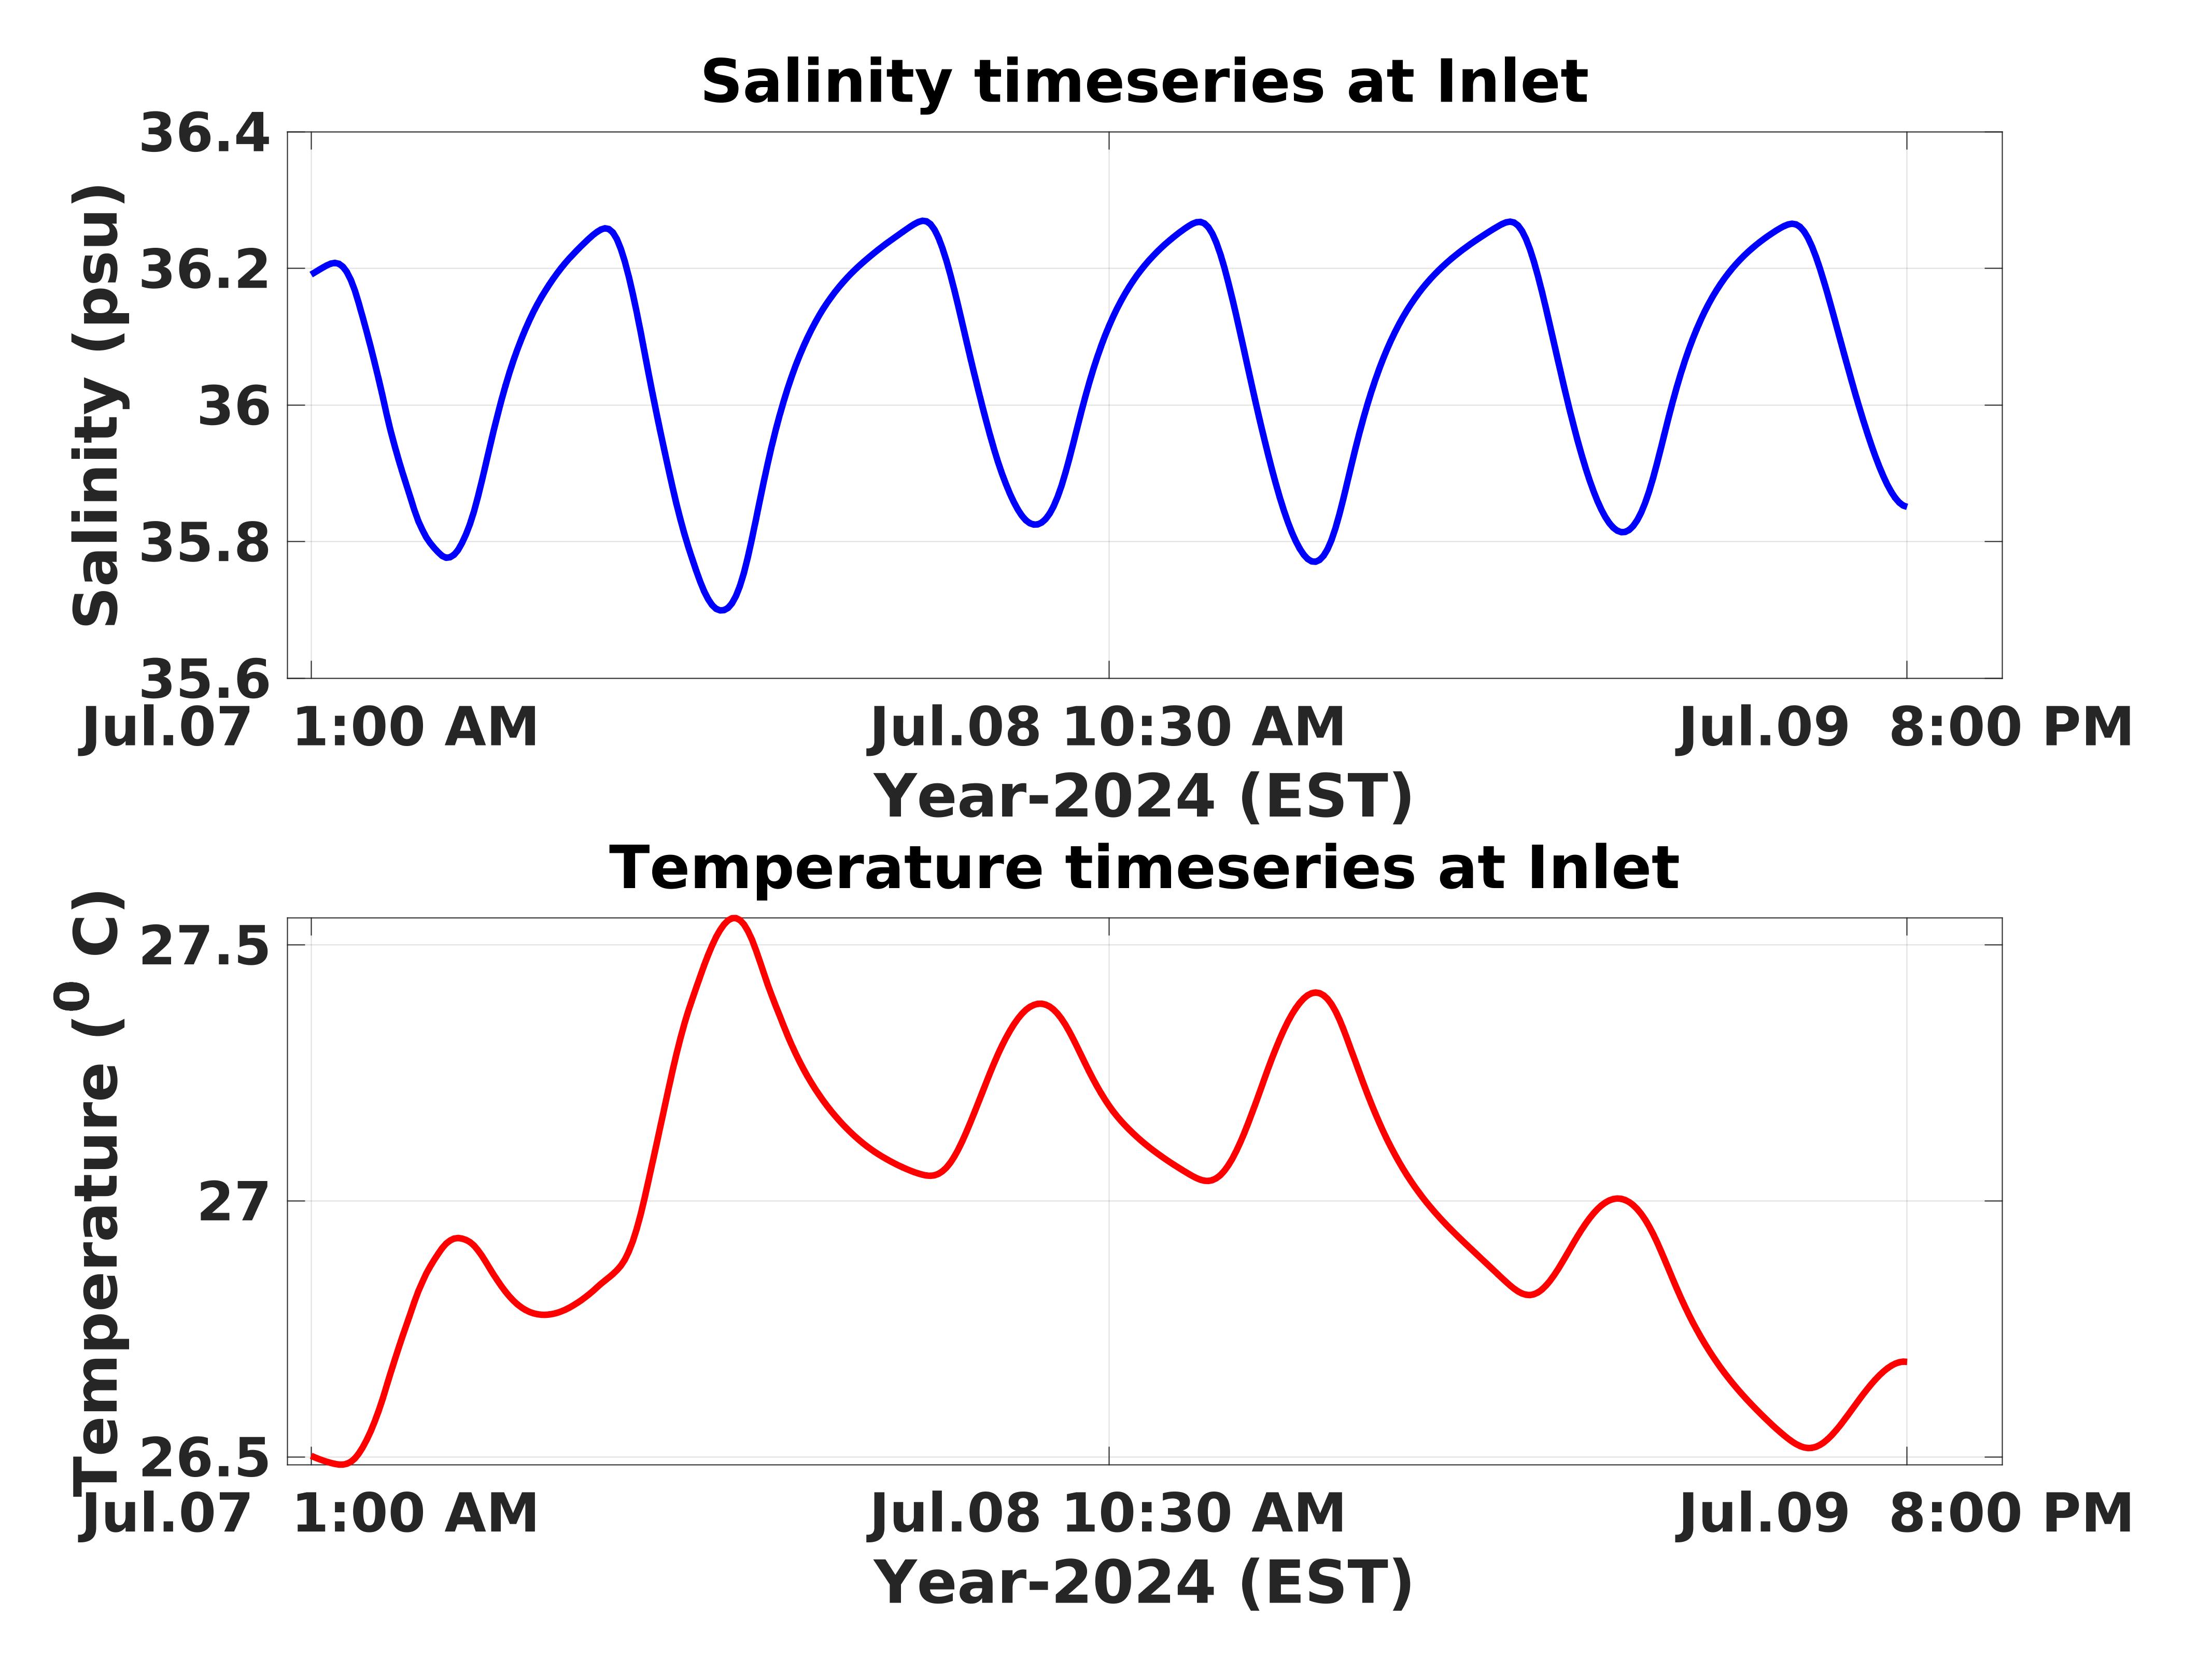 Salinity timeseries at Inlet
Salinity (psu)
36.4
36.2
36
35.8
35.6
Jul.07  1:00 AM
Jul.08 10:30 AM
Jul.09  8:00 PM
Year-2024 (EST)
Temperature timeseries at Inlet
Temperature (⁰ C)
27.5
27
26.5
Jul.07  1:00 AM
Jul.08 10:30 AM
Jul.09  8:00 PM
Year-2024 (EST)